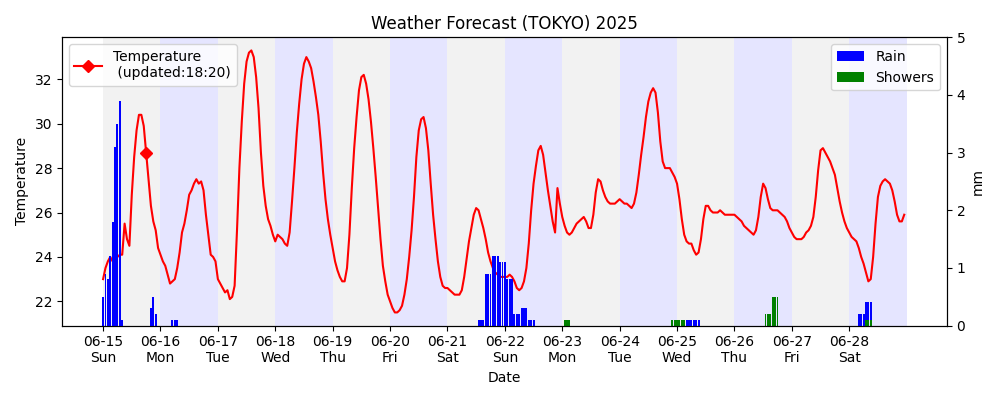 Weather Forecast (TOKYO) 2025
Temperature
(updated:18:20)
Rain
Showers
Temperature
32
30
28
26
24
22
5
4
3
2
1
0
mm
06-15 06-16 06-17 06-18 06-19 06-20 06-21 06-22 06-23 06-24 06-25 06-26 06-27 06-28
Sun Mon Tue Wed Thu Fri Sat Sun Mon Tue Wed Thu Fri Sat
Date